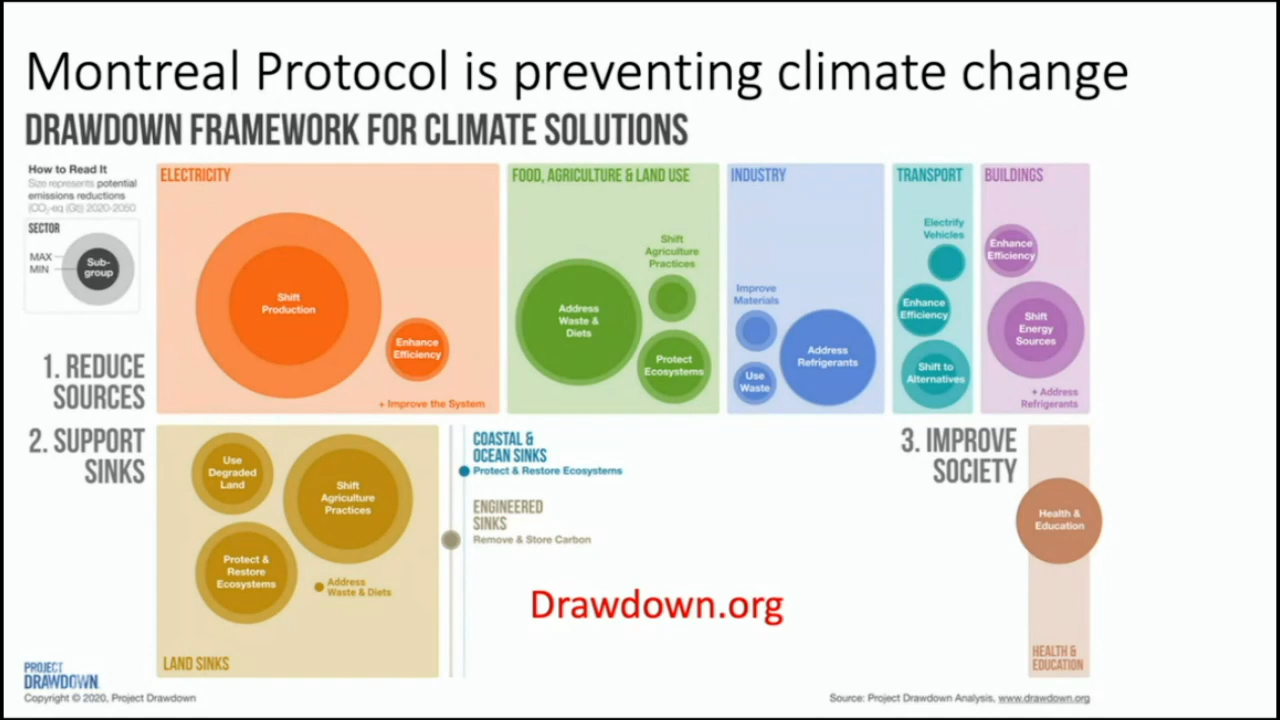 Montreal Protocol is preventing climate change
DRAWDOWN FRAMEWORK FOR CLIMATE SOLUTIONS
How to Read It
Size represents potential
emissions reductions
(CO₂-eq (Gt)) 2020-2050
SECTOR
MAX
MIN
Sub-
group
1. REDUCE
SOURCES
ELECTRICITY
Shift
Production
Enhance
Efficiency
+ Improve the System
FOOD, AGRICULTURE & LAND USE
Address
Waste &
Diets
Shift
Agriculture
Practices
Protect
Ecosystems
INDUSTRY
Improve
Materials
Use
Waste
Address
Refrigerants
TRANSPORT
Electrify
Vehicles
Enhance
Efficiency
Shift to
Alternatives
BUILDINGS
Enhance
Efficiency
Shift
Energy
Sources
+ Address
Refrigerants
2. SUPPORT
SINKS
Use
Degraded
Land
Shift
Agriculture
Practices
Protect &
Restore
Ecosystems
Address
Waste & Diets
LAND SINKS
COASTAL &
OCEAN SINKS
Protect & Restore Ecosystems
ENGINEERED
SINKS
Remove & Store Carbon
3. IMPROVE
SOCIETY
Health &
Education
HEALTH &
EDUCATION
Drawdown.org
PROJECT
DRAWDOWN
Copyright © 2020, Project Drawdown
Source: Project Drawdown Analysis, www.drawdown.org